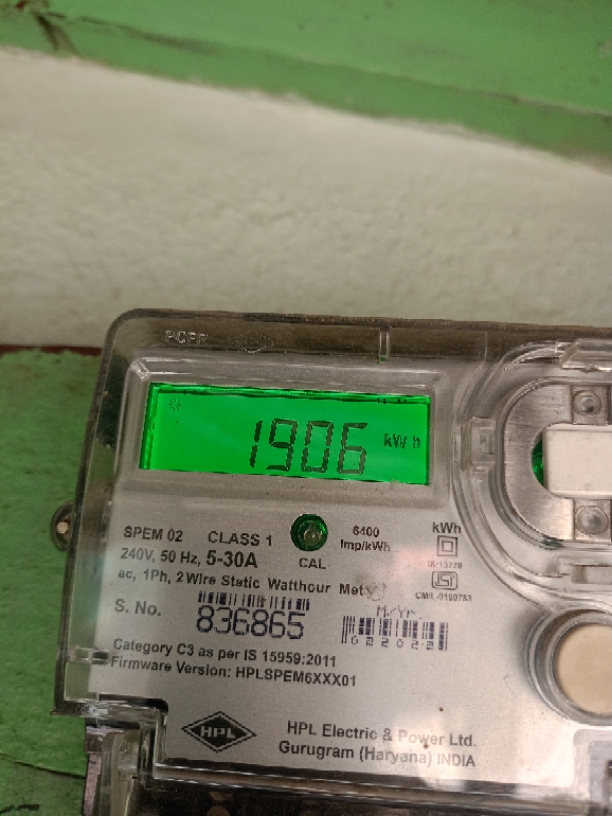 1906 kWh
SPEM 02 CLASS 1 6400 kWh
240V, 50 Hz, 5-30A CAL Imp/kWh
ac, 1Ph, 2 Wire Static Watthour
S. No. 836865 M./Yr.
Category C3 as per IS 15959:2011
Firmware Version: HPLSPEM6XXX01
HPL
HPL Electric & Power Ltd.
Gurugram (Haryana) INDIA